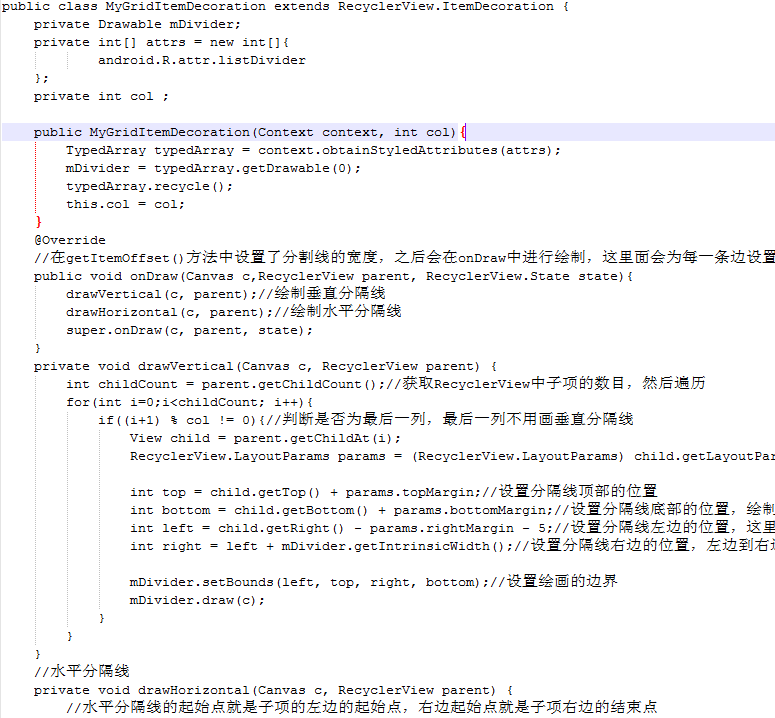 public class MyGridItemDecoration extends RecyclerView.ItemDecoration {
    private Drawable mDivider;
    private int[] attrs = new int[]{
            android.R.attr.listDivider
    };
    private int col ;
    public MyGridItemDecoration(Context context, int col){
        TypedArray typedArray = context.obtainStyledAttributes(attrs);
        mDivider = typedArray.getDrawable(0);
        typedArray.recycle();
        this.col = col;
    }
    @Override
    //在getItemOffset()方法中设置了分割线的宽度，之后会在onDraw中进行绘制，这里面会为每一条边设置
    public void onDraw(Canvas c,RecyclerView parent, RecyclerView.State state){
        drawVertical(c, parent);//绘制垂直分隔线
        drawHorizontal(c, parent);//绘制水平分隔线
        super.onDraw(c, parent, state);
    }
    private void drawVertical(Canvas c, RecyclerView parent) {
        int childCount = parent.getChildCount();//获取RecyclerView中子项的数目，然后遍历
        for(int i=0;i<childCount; i++){
            if((i+1) % col != 0){//判断是否为最后一列，最后一列不用画垂直分隔线
                View child = parent.getChildAt(i);
                RecyclerView.LayoutParams params = (RecyclerView.LayoutParams) child.getLayoutPar
                int top = child.getTop() + params.topMargin;//设置分隔线顶部的位置
                int bottom = child.getBottom() + params.bottomMargin;//设置分隔线底部的位置，绘制
                int left = child.getRight() - params.rightMargin - 5;//设置分隔线左边的位置，这里
                int right = left + mDivider.getIntrinsicWidth();//设置分隔线右边的位置，左边到右边
                mDivider.setBounds(left, top, right, bottom);//设置绘画的边界
                mDivider.draw(c);
            }
        }
    }
    //水平分隔线
    private void drawHorizontal(Canvas c, RecyclerView parent) {
        //水平分隔线的起始点就是子项的左边的起始点，右边起始点就是子项右边的结束点